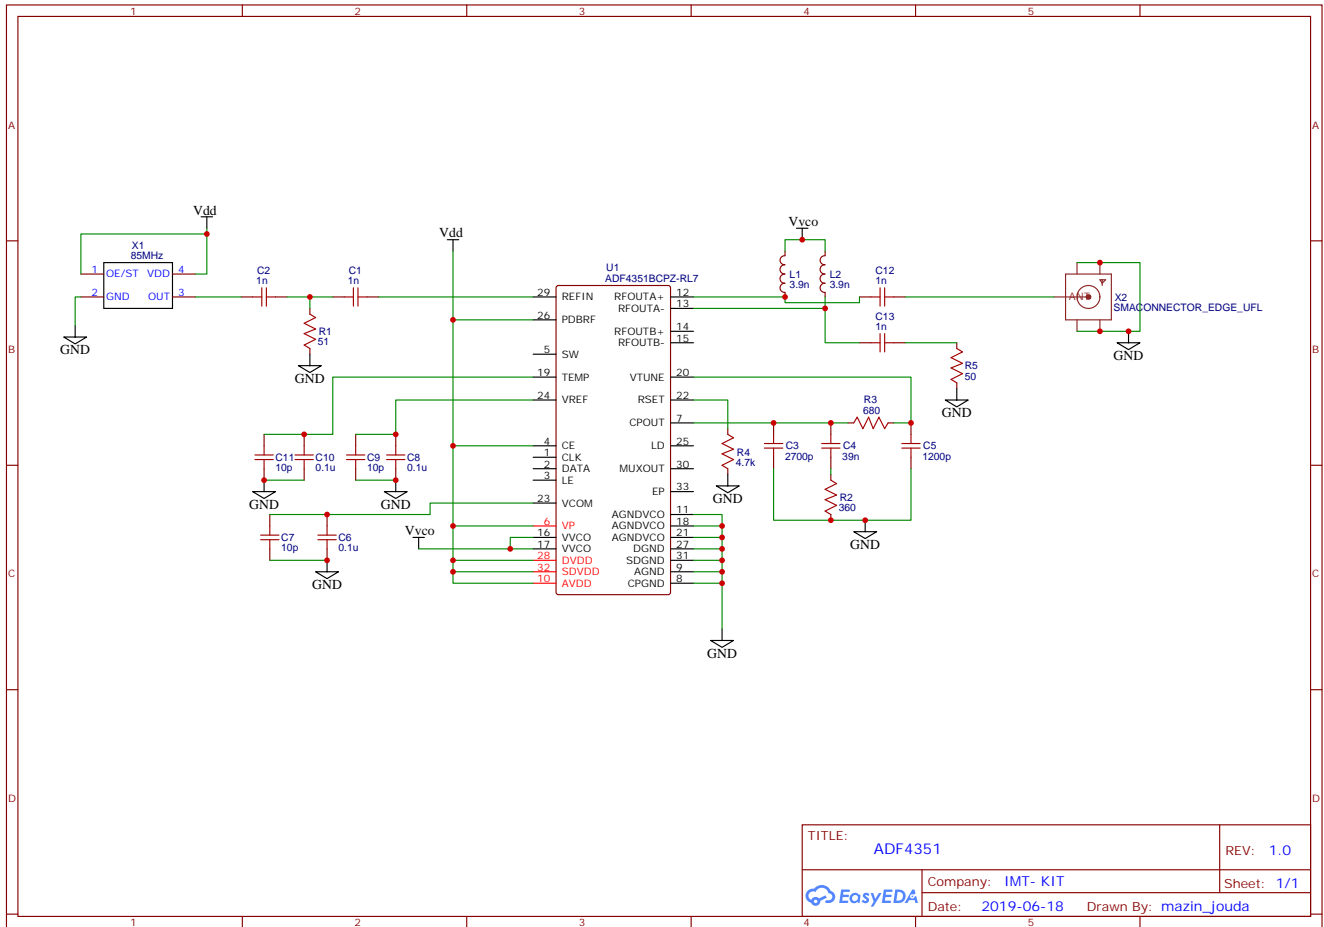 1 2 3 4 5
A A
B B
C C
D D
1 2 3 4 5
Vdd
X1
85MHz
1 OE/ST VDD 4
2 GND OUT 3
GND
C2
1n
C1
1n
R1
51
GND
Vdd
U1
ADF4351BCPZ-RL7
29 REFIN RFOUTA+ 12
RFOUTA- 13
26 PDBRF
RFOUTB+ 14
RFOUTB- 15
5 SW
19 TEMP VTUNE 20
24 VREF RSET 22
CPOUT 7
4 CE LD 25
1 CLK
2 DATA MUXOUT 30
3 LE
EP 33
23 VCOM
AGNDVCO 11
6 VP AGNDVCO 18
16 VVCO AGNDVCO 21
17 VVCO DGND 27
28 DVDD SDGND 31
32 SDVDD AGND 9
10 AVDD CPGND 8
GND
C11
10p
C10
0.1u
GND
C9
10p
C8
0.1u
GND
C7
10p
C6
0.1u
GND
Vvco
Vvco
L1
3.9n
L2
3.9n
C12
1n
C13
1n
R5
50
GND
ANT
X2
SMACONNECTOR_EDGE_UFL
GND
R3
680
C3
2700p
C4
39n
C5
1200p
R2
360
GND
R4
4.7k
GND
TITLE:
ADF4351
REV: 1.0
EasyEDA
Company: IMT- KIT
Sheet: 1/1
Date: 2019-06-18 Drawn By: mazin_jouda